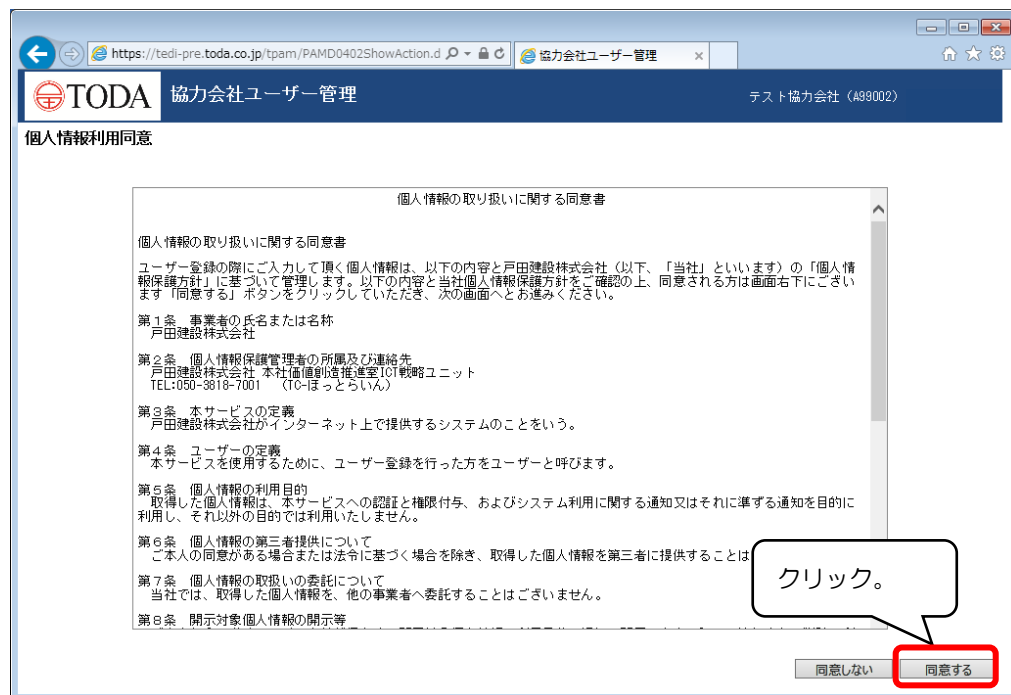 https://tedi-pre.toda.co.jp/tpam/PAMD0402ShowAction.d
協力会社ユーザー管理
TODA 協力会社ユーザー管理
テスト協力会社（A99002）
個人情報利用同意
個人情報の取り扱いに関する同意書
個人情報の取り扱いに関する同意書
ユーザー登録の際にご入力して頂く個人情報は、以下の内容と戸田建設株式会社（以下、「当社」といいます）の「個人情
報保護方針」に基づいて管理します。以下の内容と当社個人情報保護方針をご確認の上、同意される方は画面右下にござい
ます「同意する」ボタンをクリックしていただき、次の画面へとお進みください。
第１条　事業者の氏名または名称
戸田建設株式会社
第２条　個人情報保護管理者の所属及び連絡先
戸田建設株式会社 本社価値創造推進室ICT戦略ユニット
TEL:050-3818-7001　（TC-ほっとらいん）
第３条　本サービスの定義
戸田建設株式会社がインターネット上で提供するシステムのことをいう。
第４条　ユーザーの定義
本サービスを使用するために、ユーザー登録を行った方をユーザーと呼びます。
第５条　個人情報の利用目的
取得した個人情報は、本サービスへの認証と権限付与、およびシステム利用に関する通知又はそれに準ずる通知を目的に
利用し、それ以外の目的では利用いたしません。
第６条　個人情報の第三者提供について
ご本人の同意がある場合または法令に基づく場合を除き、取得した個人情報を第三者に提供することは
第７条　個人情報の取扱いの委託について
当社では、取得した個人情報を、他の事業者へ委託することはございません。
第８条　開示対象個人情報の開示等
クリック。
同意しない
同意する